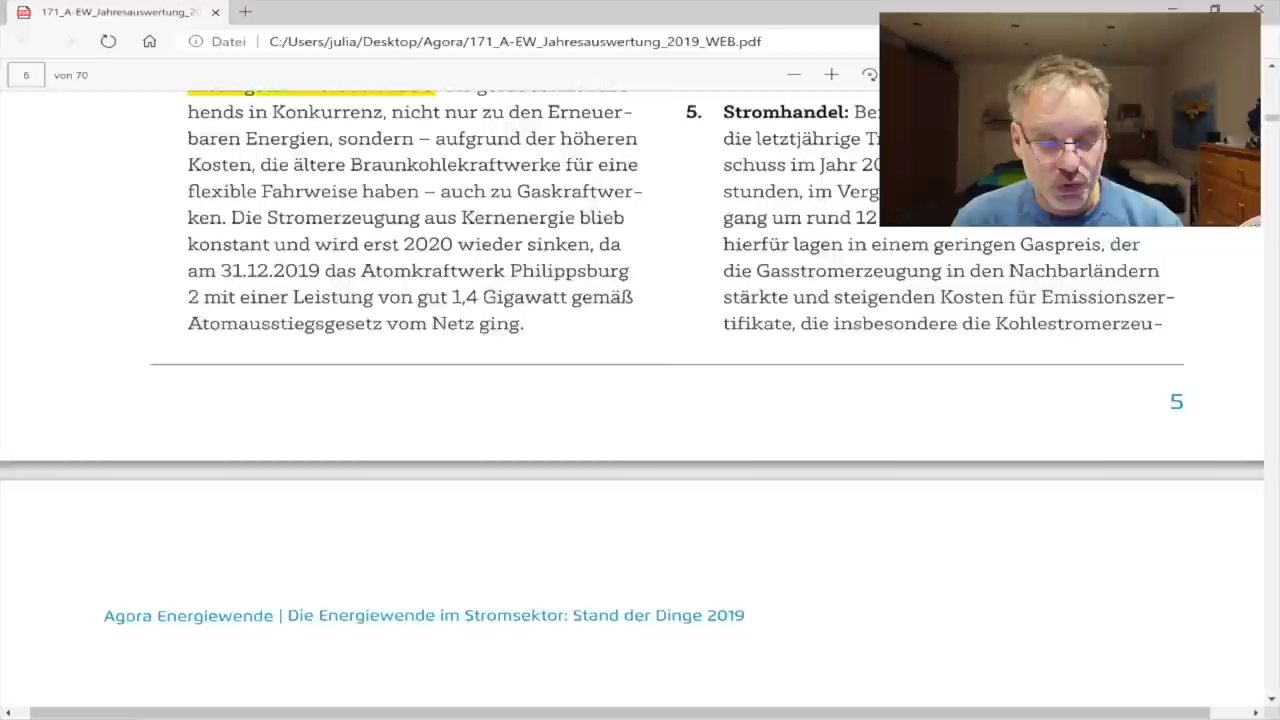 171_A-EW_Jahresauswertung_20
Datei
C:/Users/julia/Desktop/Agora/171_A-EW_Jahresauswertung_2019_WEB.pdf
6 von 70
hends in Konkurrenz, nicht nur zu den Erneuer-
baren Energien, sondern – aufgrund der höheren
Kosten, die ältere Braunkohlekraftwerke für eine
flexible Fahrweise haben – auch zu Gaskraftwer-
ken. Die Stromerzeugung aus Kernenergie blieb
konstant und wird erst 2020 wieder sinken, da
am 31.12.2019 das Atomkraftwerk Philippsburg
2 mit einer Leistung von gut 1,4 Gigawatt gemäß
Atomausstiegsgesetz vom Netz ging.
5. Stromhandel: Be
die letztjährige T
schuss im Jahr 20
stunden, im Verg
gang um rund 12
hierfür lagen in einem geringen Gaspreis, der
die Gasstromerzeugung in den Nachbarländern
stärkte und steigenden Kosten für Emissionszer-
tifikate, die insbesondere die Kohlestromerzeu-
5
Agora Energiewende | Die Energiewende im Stromsektor: Stand der Dinge 2019